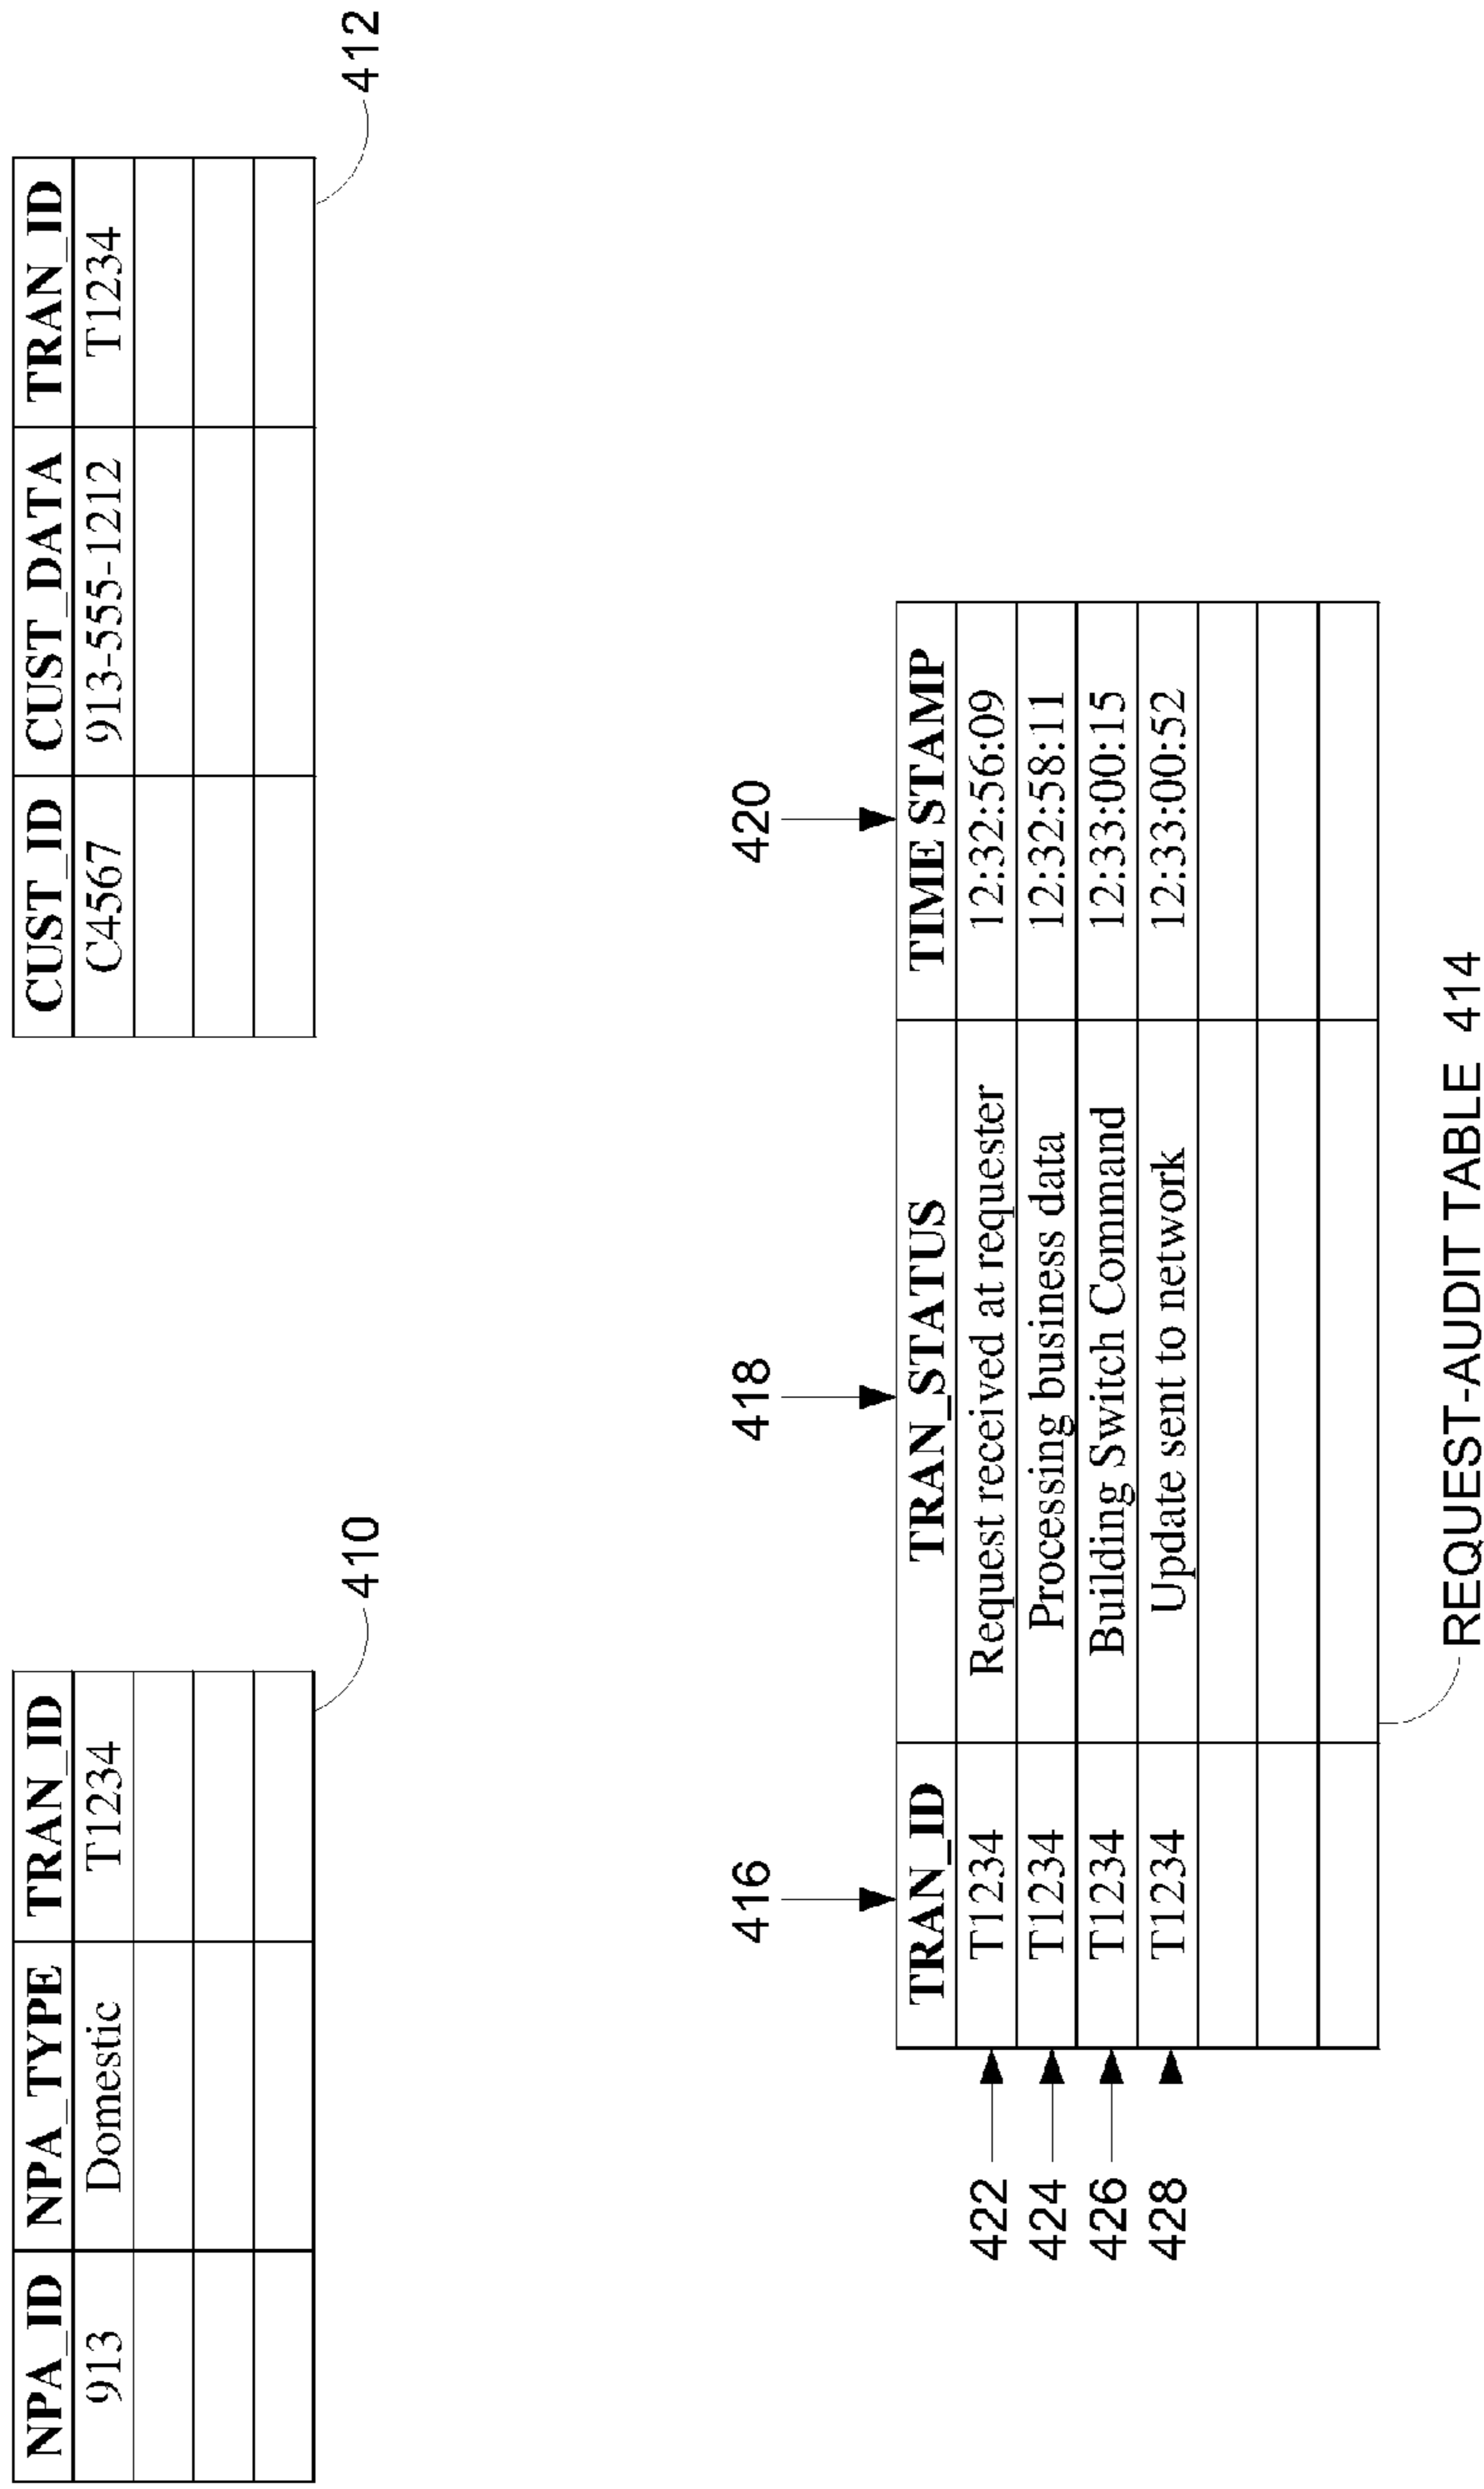 NPA_ID NPA_TYPE TRAN_ID
913 Domestic T1234
410
CUST_ID CUST_DATA TRAN_ID
C4567 913-555-1212 T1234
412
416 418 420
TRAN_ID TRAN_STATUS TIME STAMP
422 T1234 Request received at requester 12:32:56:09
424 T1234 Processing business data 12:32:58:11
426 T1234 Building Switch Command 12:33:00:15
428 T1234 Update sent to network 12:33:00:52
REQUEST-AUDIT TABLE 414